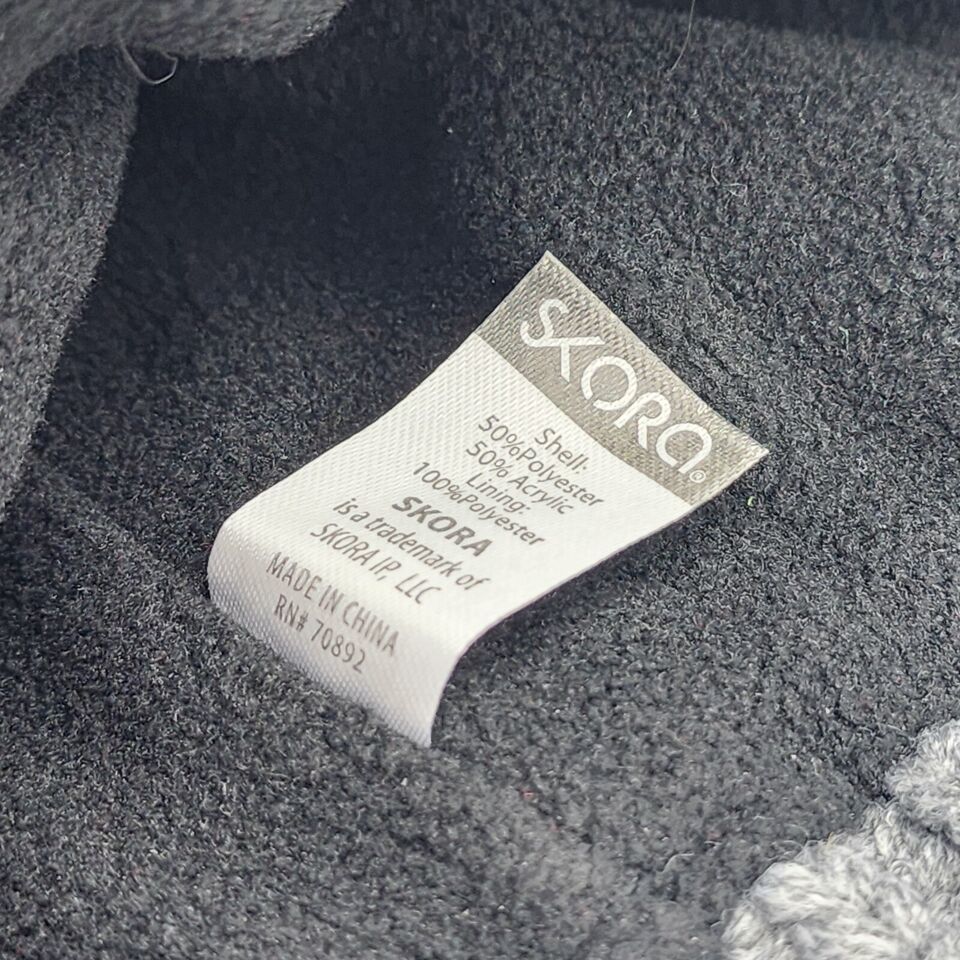 SKORA®
Shell:
50%Polyester
50% Acrylic
Lining:
100%Polyester
SKORA
is a trademark of
SKORA IP, LLC
MADE IN CHINA
RN# 70892